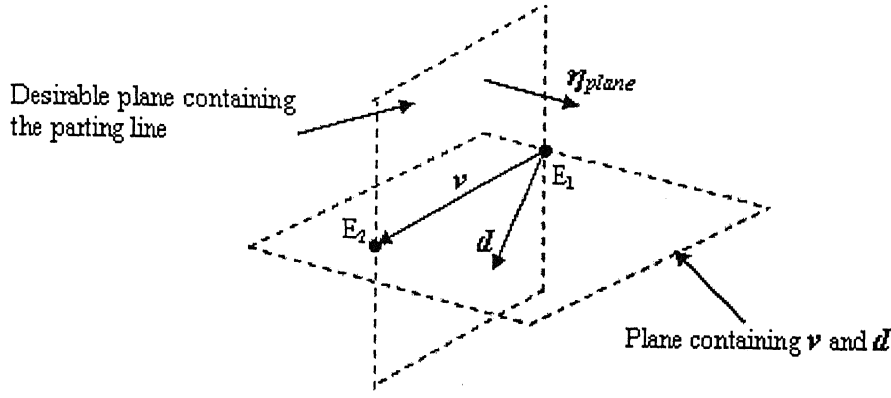 η_plane
Desirable plane containing
the parting line
v
E₁
E₂
d
Plane containing v and d